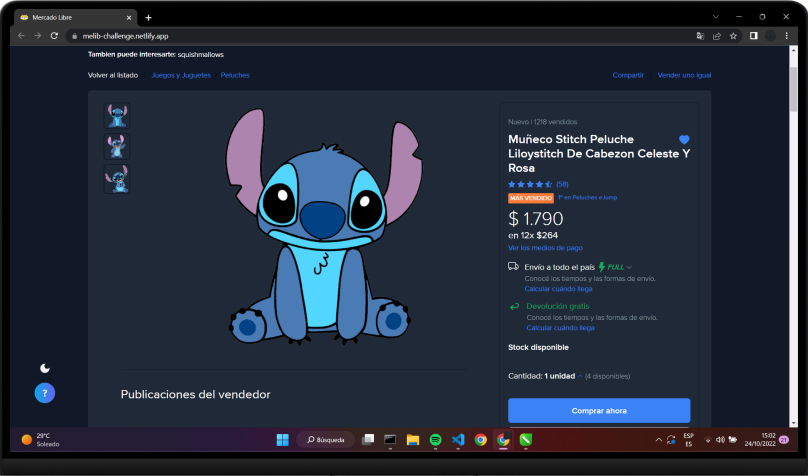 Mercado Libre
melib-challenge.netlify.app
Tambien puede interesarte: squishmallows
Volver al listado Juegos y Juguetes Peluches
Compartir Vender uno igual
Nuevo | 1218 vendidos
Muñeco Stitch Peluche
Liloystitch De Cabezon Celeste Y
Rosa
(58)
MÁS VENDIDO 1º en Peluches eJump
$ 1.790
en 12x $264
Ver los medios de pago
Envío a todo el país FULL
Conocé los tiempos y las formas de envío.
Calcular cuándo llega
Devolución gratis
Conocé los tiempos y las formas de envío.
Calcular cuándo llega
Stock disponible
Cantidad: 1 unidad (4 disponibles)
Comprar ahora
Publicaciones del vendedor
?
29°C
Soleado
Búsqueda
ESP
ES
15:02
24/10/2022
21